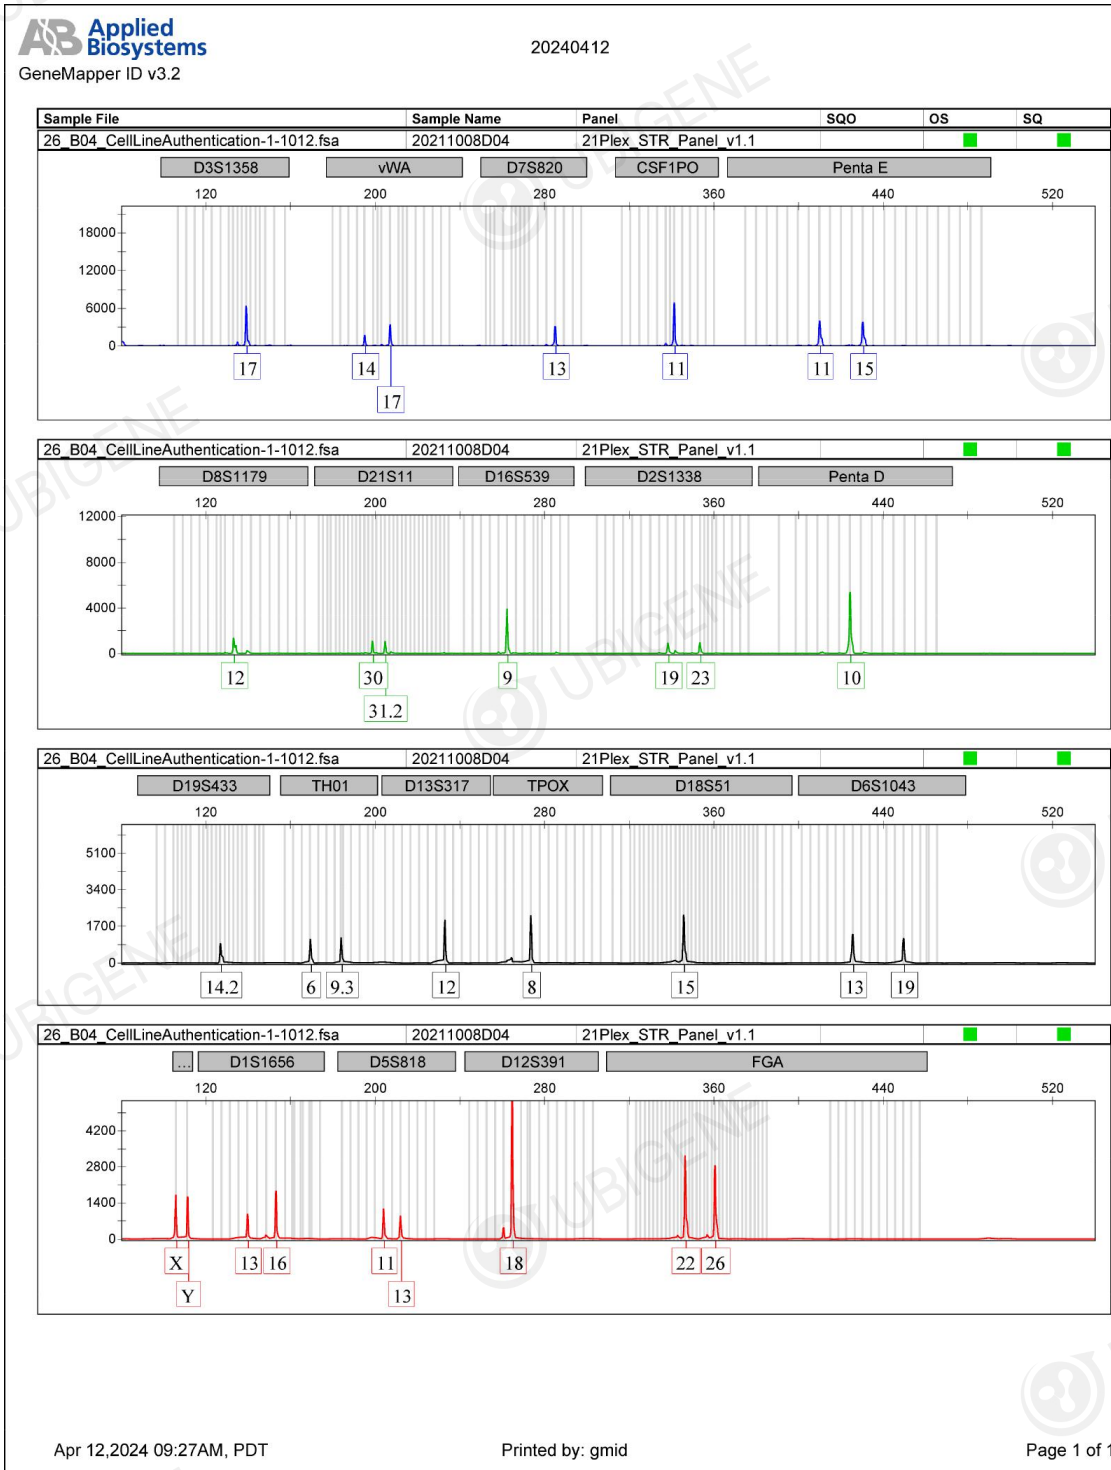 AB Applied
Biosystems
20240412
GeneMapper ID v3.2
Sample File Sample Name Panel SQO OS SQ
26_B04_CellLineAuthentication-1-1012.fsa 20211008D04 21Plex_STR_Panel_v1.1
D3S1358 vWA D7S820 CSF1PO Penta E
120 200 280 360 440 520
18000
12000
6000
0
17 14 13 11 11 15
17
26_B04_CellLineAuthentication-1-1012.fsa 20211008D04 21Plex_STR_Panel_v1.1
D8S1179 D21S11 D16S539 D2S1338 Penta D
120 200 280 360 440 520
12000
8000
4000
0
12 30 9 19 23 10
31.2
26_B04_CellLineAuthentication-1-1012.fsa 20211008D04 21Plex_STR_Panel_v1.1
D19S433 TH01 D13S317 TPOX D18S51 D6S1043
120 200 280 360 440 520
5100
3400
1700
0
14.2 6 9.3 12 8 15 13 19
26_B04_CellLineAuthentication-1-1012.fsa 20211008D04 21Plex_STR_Panel_v1.1
... D1S1656 D5S818 D12S391 FGA
120 200 280 360 440 520
4200
2800
1400
0
X 13 16 11 18 22 26
Y 13
Apr 12,2024 09:27AM, PDT Printed by: gmid Page 1 of 1
UBIGENE
UBIGENE
UBIGENE
UBIGENE
UBIGENE
UBIGENE